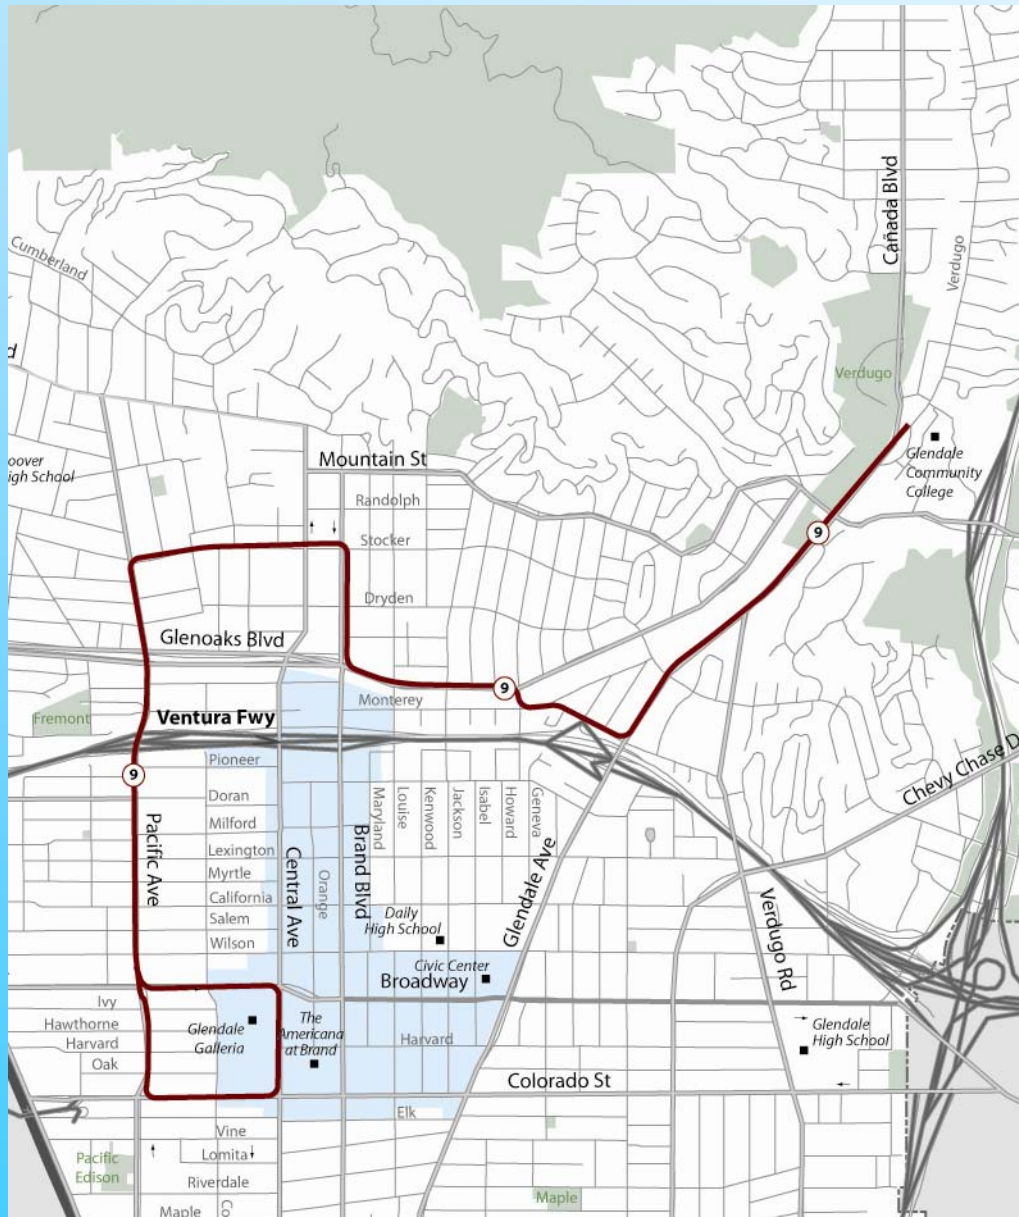 Cumberland
Cañada Blvd
Verdugo
d
Verdugo
oover
igh School
Mountain St
Glendale
Community
College
Randolph
9
Stocker
Dryden
Glenoaks Blvd
9
Monterey
Fremont
Ventura Fwy
Pioneer
9
Chevy Chase D
Doran
Milford
Lexington
Myrtle
California
Salem
Wilson
Pacific Ave
Central Ave
Orange
Brand Blvd
Maryland
Louise
Kenwood
Jackson
Isabel
Howard
Geneva
Glendale Ave
Verdugo Rd
Daily
High School
Civic Center
Broadway
Ivy
Hawthorne
Harvard
Oak
Glendale
Galleria
The
Americana
at Brand
Harvard
Glendale
High School
Colorado St
Elk
Vine
Lomita
Riverdale
Maple
Co
Pacific
Edison
Maple